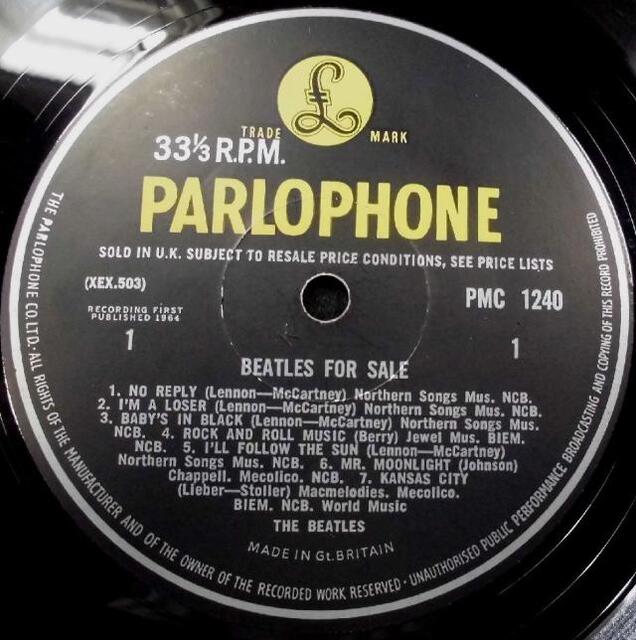 £
TRADE MARK
33⅓ R.P.M.
PARLOPHONE
SOLD IN U.K. SUBJECT TO RESALE PRICE CONDITIONS, SEE PRICE LISTS
(XEX.503)
PMC 1240
RECORDING FIRST
PUBLISHED 1964
1
1
BEATLES FOR SALE
1. NO REPLY (Lennon—McCartney) Northern Songs Mus. NCB.
2. I'M A LOSER (Lennon—McCartney) Northern Songs Mus. NCB.
3. BABY'S IN BLACK (Lennon—McCartney) Northern Songs Mus.
NCB. 4. ROCK AND ROLL MUSIC (Berry) Jewel Mus. BIEM.
NCB. 5. I'LL FOLLOW THE SUN (Lennon—McCartney)
Northern Songs Mus. NCB. 6. MR. MOONLIGHT (Johnson)
Chappell. Mecolico. NCB. 7. KANSAS CITY
(Lieber—Stoller) Macmelodies. Mecolico.
BIEM. NCB. World Music
THE BEATLES
MADE IN Gt. BRITAIN
THE PARLOPHONE CO. LTD. · ALL RIGHTS OF THE MANUFACTURER AND OF THE OWNER OF THE RECORDED WORK RESERVED · UNAUTHORISED PUBLIC PERFORMANCE BROADCASTING AND COPYING OF THIS RECORD PROHIBITED